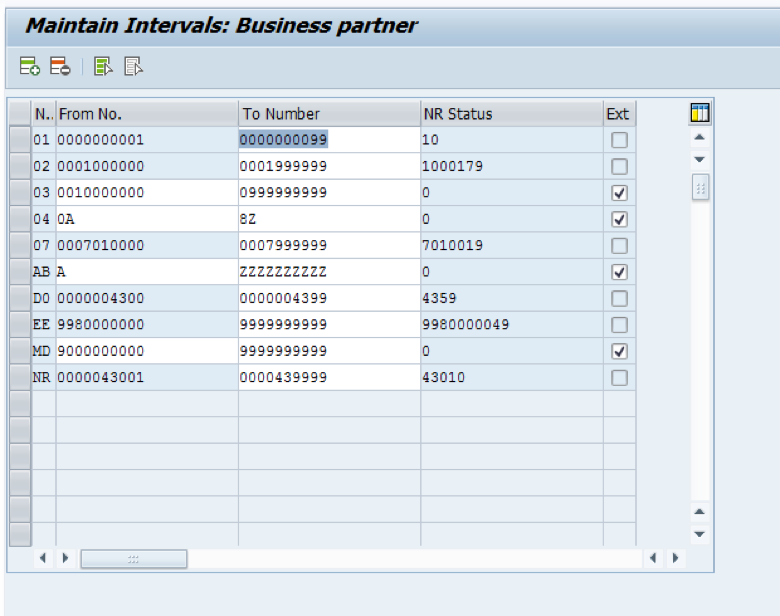 Maintain Intervals: Business partner
N.. From No. To Number NR Status Ext
01 0000000001 0000000099 10
02 0001000000 0001999999 1000179
03 0010000000 0999999999 0
04 0A 8Z 0
07 0007010000 0007999999 7010019
AB A ZZZZZZZZZZ 0
D0 0000004300 0000004399 4359
EE 9980000000 9999999999 9980000049
MD 9000000000 9999999999 0
NR 0000043001 0000439999 43010